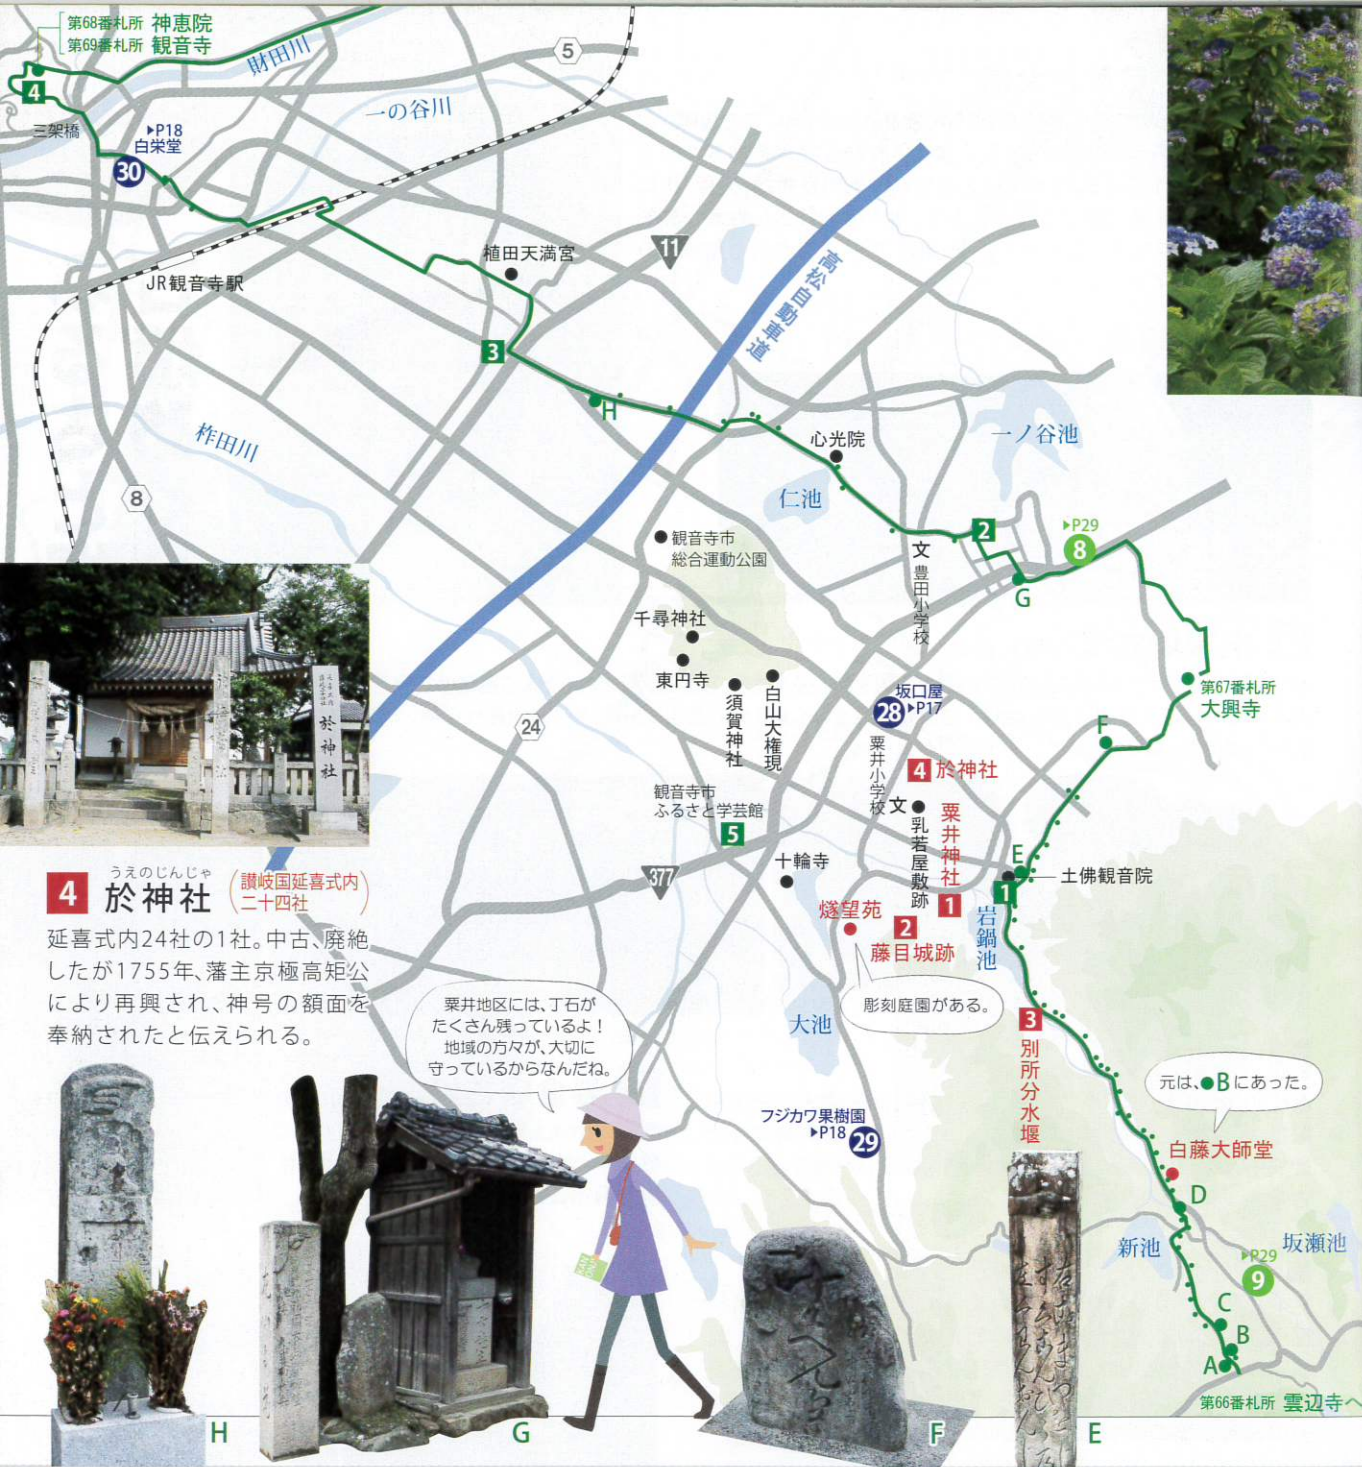 第68番札所 神恵院
第69番札所 観音寺
財田川
5
一の谷川
4
三架橋
▶P18
白栄堂
30
JR観音寺駅
植田天満宮
11
高松自動車道
3
H
柞田川
8
心光院
一ノ谷池
仁池
2
▶P29
8
G
文 豊田小学校
観音寺市
総合運動公園
千尋神社
東円寺
須賀神社
白山大権現
第67番札所
大興寺
坂口屋
28 ▶P17
F
24
粟井小学校
文
4 於神社
乳若屋敷跡
粟井神社
1
観音寺市
ふるさと学芸館
5
377
十輪寺
E
土佛観音院
1
燧望苑
2
藤目城跡
岩鍋池
彫刻庭園がある。
大池
3
別所分水堰
元は、●Bにあった。
白藤大師堂
D
フジカワ果樹園
▶P18 29
新池
坂瀬池
▶P29
9
C
B
A
第66番札所 雲辺寺へ
於神社
4 於神社
うえのじんじゃ
讃岐国延喜式内
二十四社
延喜式内24社の1社。中古、廃絶
したが1755年、藩主京極高矩公
により再興され、神号の額面を
奉納されたと伝えられる。
粟井地区には、丁石が
たくさん残っているよ!
地域の方々が、大切に
守っているからなんだね。
H
G
F
E